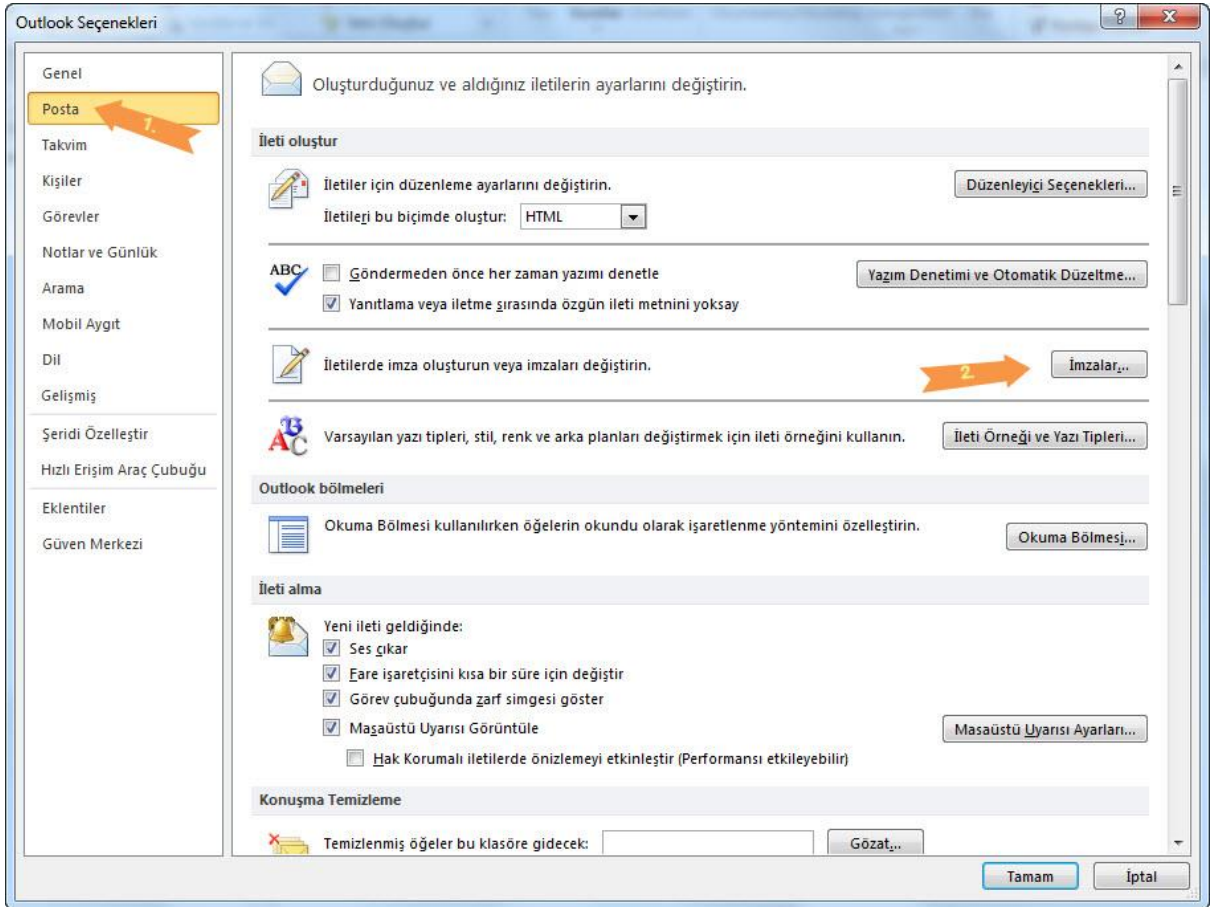 Outlook Seçenekleri
Genel
Posta
1.
Takvim
Kişiler
Görevler
Notlar ve Günlük
Arama
Mobil Aygıt
Dil
Gelişmiş
Şeridi Özelleştir
Hızlı Erişim Araç Çubuğu
Eklentiler
Güven Merkezi
Oluşturduğunuz ve aldığınız iletilerin ayarlarını değiştirin.
İleti oluştur
İletiler için düzenleme ayarlarını değiştirin.
Düzenleyici Seçenekleri...
İletileri bu biçimde oluştur: HTML
ABC
Göndermeden önce her zaman yazımı denetle
Yazım Denetimi ve Otomatik Düzeltme...
Yanıtlama veya iletme sırasında özgün ileti metnini yoksay
İletilerde imza oluşturun veya imzaları değiştirin.
2.
İmzalar...
Varsayılan yazı tipleri, stil, renk ve arka planları değiştirmek için ileti örneğini kullanın.
İleti Örneği ve Yazı Tipleri...
Outlook bölmeleri
Okuma Bölmesi kullanılırken öğelerin okundu olarak işaretlenme yöntemini özelleştirin.
Okuma Bölmesi...
İleti alma
Yeni ileti geldiğinde:
Ses çıkar
Fare işaretçisini kısa bir süre için değiştir
Görev çubuğunda zarf simgesi göster
Masaüstü Uyarısı Görüntüle
Masaüstü Uyarısı Ayarları...
Hak Korumalı iletilerde önizlemeyi etkinleştir (Performansı etkileyebilir)
Konuşma Temizleme
Temizlenmiş öğeler bu klasöre gidecek:
Gözat...
Tamam
İptal